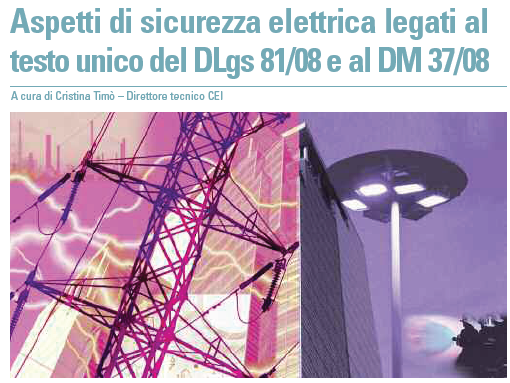 Aspetti di sicurezza elettrica legati al
testo unico del DLgs 81/08 e al DM 37/08
A cura di Cristina Timò – Direttore tecnico CEI